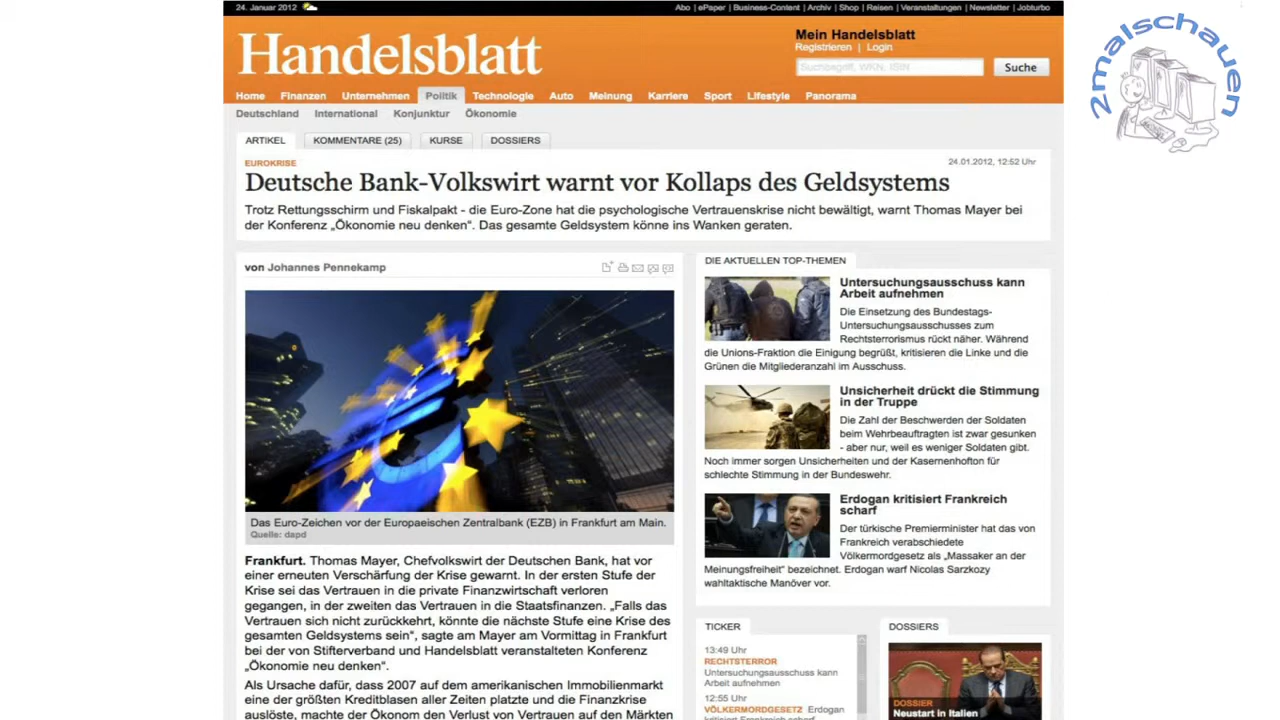 24. Januar 2012
Abo | ePaper | Business-Content | Archiv | Shop | Reisen | Veranstaltungen | Newsletter | Jobturbo
Handelsblatt
Mein Handelsblatt
Registrieren | Login
Suchbegriff, WKN, ISIN
Suche
Home Finanzen Unternehmen Politik Technologie Auto Meinung Karriere Sport Lifestyle Panorama
Deutschland International Konjunktur Ökonomie
2malschauen
ARTIKEL KOMMENTARE (25) KURSE DOSSIERS
EUROKRISE
24.01.2012, 12:52 Uhr
Deutsche Bank-Volkswirt warnt vor Kollaps des Geldsystems
Trotz Rettungsschirm und Fiskalpakt - die Euro-Zone hat die psychologische Vertrauenskrise nicht bewältigt, warnt Thomas Mayer bei
der Konferenz „Ökonomie neu denken“. Das gesamte Geldsystem könne ins Wanken geraten.
von Johannes Pennekamp
Das Euro-Zeichen vor der Europaeischen Zentralbank (EZB) in Frankfurt am Main.
Quelle: dapd
Frankfurt. Thomas Mayer, Chefvolkswirt der Deutschen Bank, hat vor
einer erneuten Verschärfung der Krise gewarnt. In der ersten Stufe der
Krise sei das Vertrauen in die private Finanzwirtschaft verloren
gegangen, in der zweiten das Vertrauen in die Staatsfinanzen. „Falls das
Vertrauen sich nicht zurückkehrt, könnte die nächste Stufe eine Krise des
gesamten Geldsystems sein“, sagte am Mayer am Vormittag in Frankfurt
bei der von Stifterverband und Handelsblatt veranstalteten Konferenz
„Ökonomie neu denken“.
Als Ursache dafür, dass 2007 auf dem amerikanischen Immobilienmarkt
eine der größten Kreditblasen aller Zeiten platzte und die Finanzkrise
auslöste, machte der Ökonom den Verlust von Vertrauen auf den Märkten
DIE AKTUELLEN TOP-THEMEN
Untersuchungsausschuss kann
Arbeit aufnehmen
Die Einsetzung des Bundestags-
Untersuchungsausschusses zum
Rechtsterrorismus rückt näher. Während
die Unions-Fraktion die Einigung begrüßt, kritisieren die Linke und die
Grünen die Mitgliederanzahl im Ausschuss.
Unsicherheit drückt die Stimmung
in der Truppe
Die Zahl der Beschwerden der Soldaten
beim Wehrbeauftragten ist zwar gesunken
- aber nur, weil es weniger Soldaten gibt.
Noch immer sorgen Unsicherheiten und der Kasernenhofton für
schlechte Stimmung in der Bundeswehr.
Erdogan kritisiert Frankreich
scharf
Der türkische Premierminister hat das von
Frankreich verabschiedete
Völkermordgesetz als „Massaker an der
Meinungsfreiheit“ bezeichnet. Erdogan warf Nicolas Sarzkozy
wahltaktische Manöver vor.
TICKER
13:49 Uhr
RECHTSTERROR
Untersuchungsausschuss kann
Arbeit aufnehmen
12:55 Uhr
VÖLKERMORDGESETZ Erdogan
kritisiert Frankreich scharf
DOSSIERS
DOSSIER
Neustart in Italien